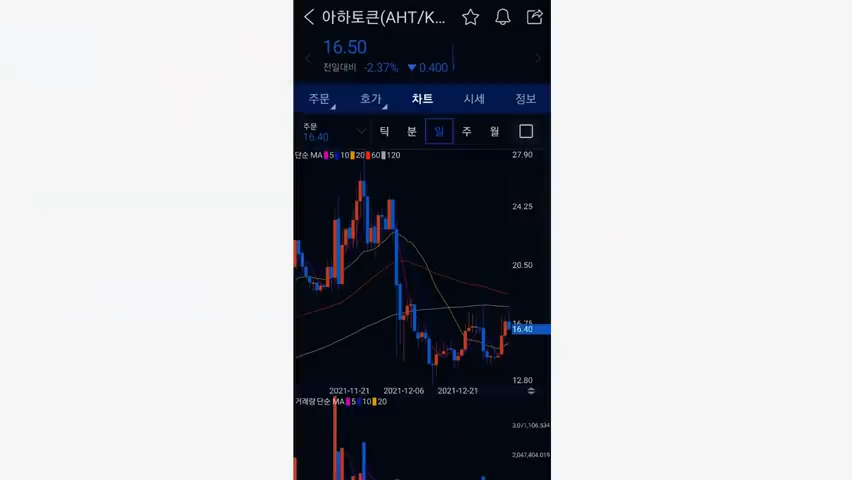 아하토큰(AHT/K...
16.50
전일대비 -2.37% ▼ 0.400
주문 호가 차트 시세 정보
주문
16.40
틱 분 일 주 월
단순 MA 5 10 20 60 120
27.90
24.25
20.50
16.75
16.40
12.80
2021-11-21 2021-12-06 2021-12-21
거래량 단순 MA 5 10 20
3,071,106.534
2,047,404.019